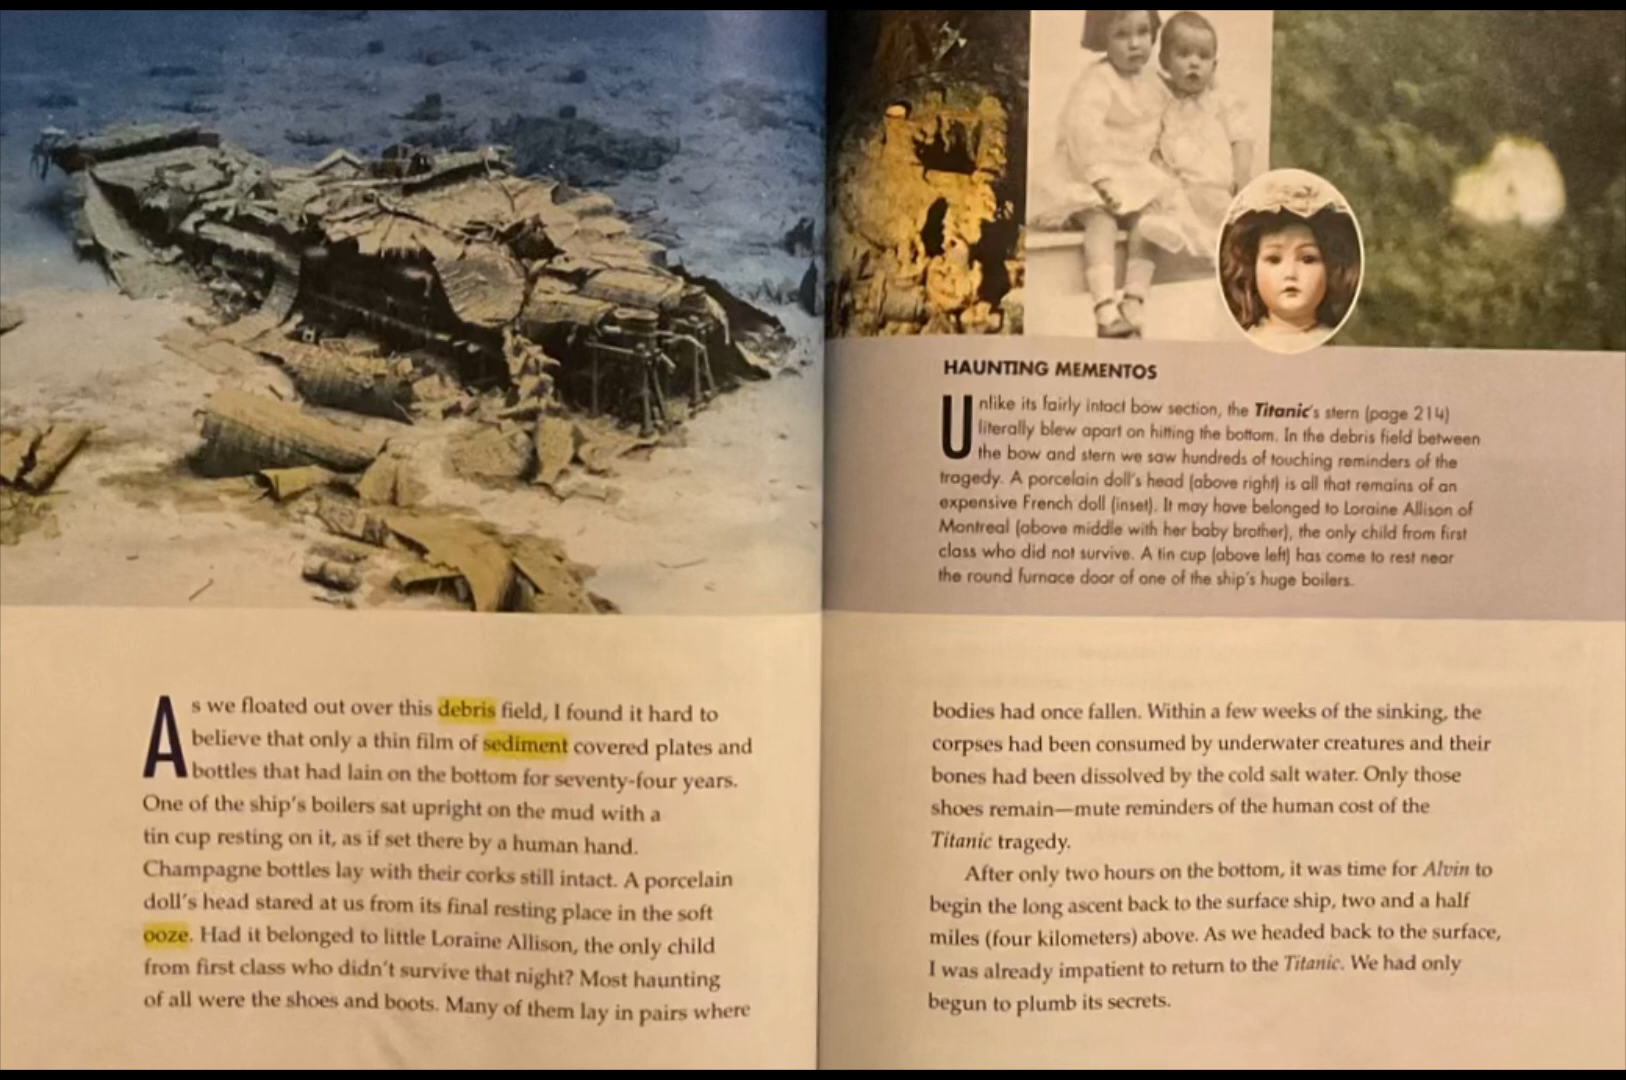 As we floated out over this debris field, I found it hard to
believe that only a thin film of sediment covered plates and
bottles that had lain on the bottom for seventy-four years.
One of the ship's boilers sat upright on the mud with a
tin cup resting on it, as if set there by a human hand.
Champagne bottles lay with their corks still intact. A porcelain
doll's head stared at us from its final resting place in the soft
ooze. Had it belonged to little Loraine Allison, the only child
from first class who didn't survive that night? Most haunting
of all were the shoes and boots. Many of them lay in pairs where
HAUNTING MEMENTOS
Unlike its fairly intact bow section, the Titanic's stern (page 214)
literally blew apart on hitting the bottom. In the debris field between
the bow and stern we saw hundreds of touching reminders of the
tragedy. A porcelain doll's head (above right) is all that remains of an
expensive French doll (inset). It may have belonged to Loraine Allison of
Montreal (above middle with her baby brother), the only child from first
class who did not survive. A tin cup (above left) has come to rest near
the round furnace door of one of the ship's huge boilers.
bodies had once fallen. Within a few weeks of the sinking, the
corpses had been consumed by underwater creatures and their
bones had been dissolved by the cold salt water. Only those
shoes remain—mute reminders of the human cost of the
Titanic tragedy.
After only two hours on the bottom, it was time for Alvin to
begin the long ascent back to the surface ship, two and a half
miles (four kilometers) above. As we headed back to the surface,
I was already impatient to return to the Titanic. We had only
begun to plumb its secrets.